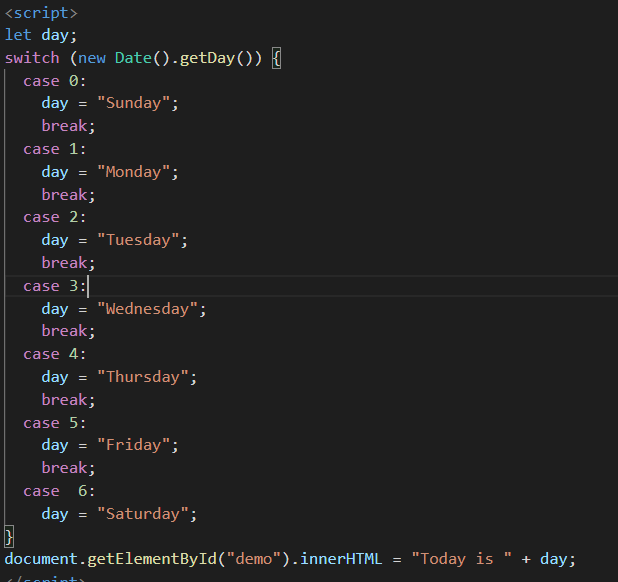 <script>
let day;
switch (new Date().getDay()) {
  case 0:
    day = "Sunday";
    break;
  case 1:
    day = "Monday";
    break;
  case 2:
    day = "Tuesday";
    break;
  case 3:
    day = "Wednesday";
    break;
  case 4:
    day = "Thursday";
    break;
  case 5:
    day = "Friday";
    break;
  case  6:
    day = "Saturday";
}
document.getElementById("demo").innerHTML = "Today is " + day;
</script>